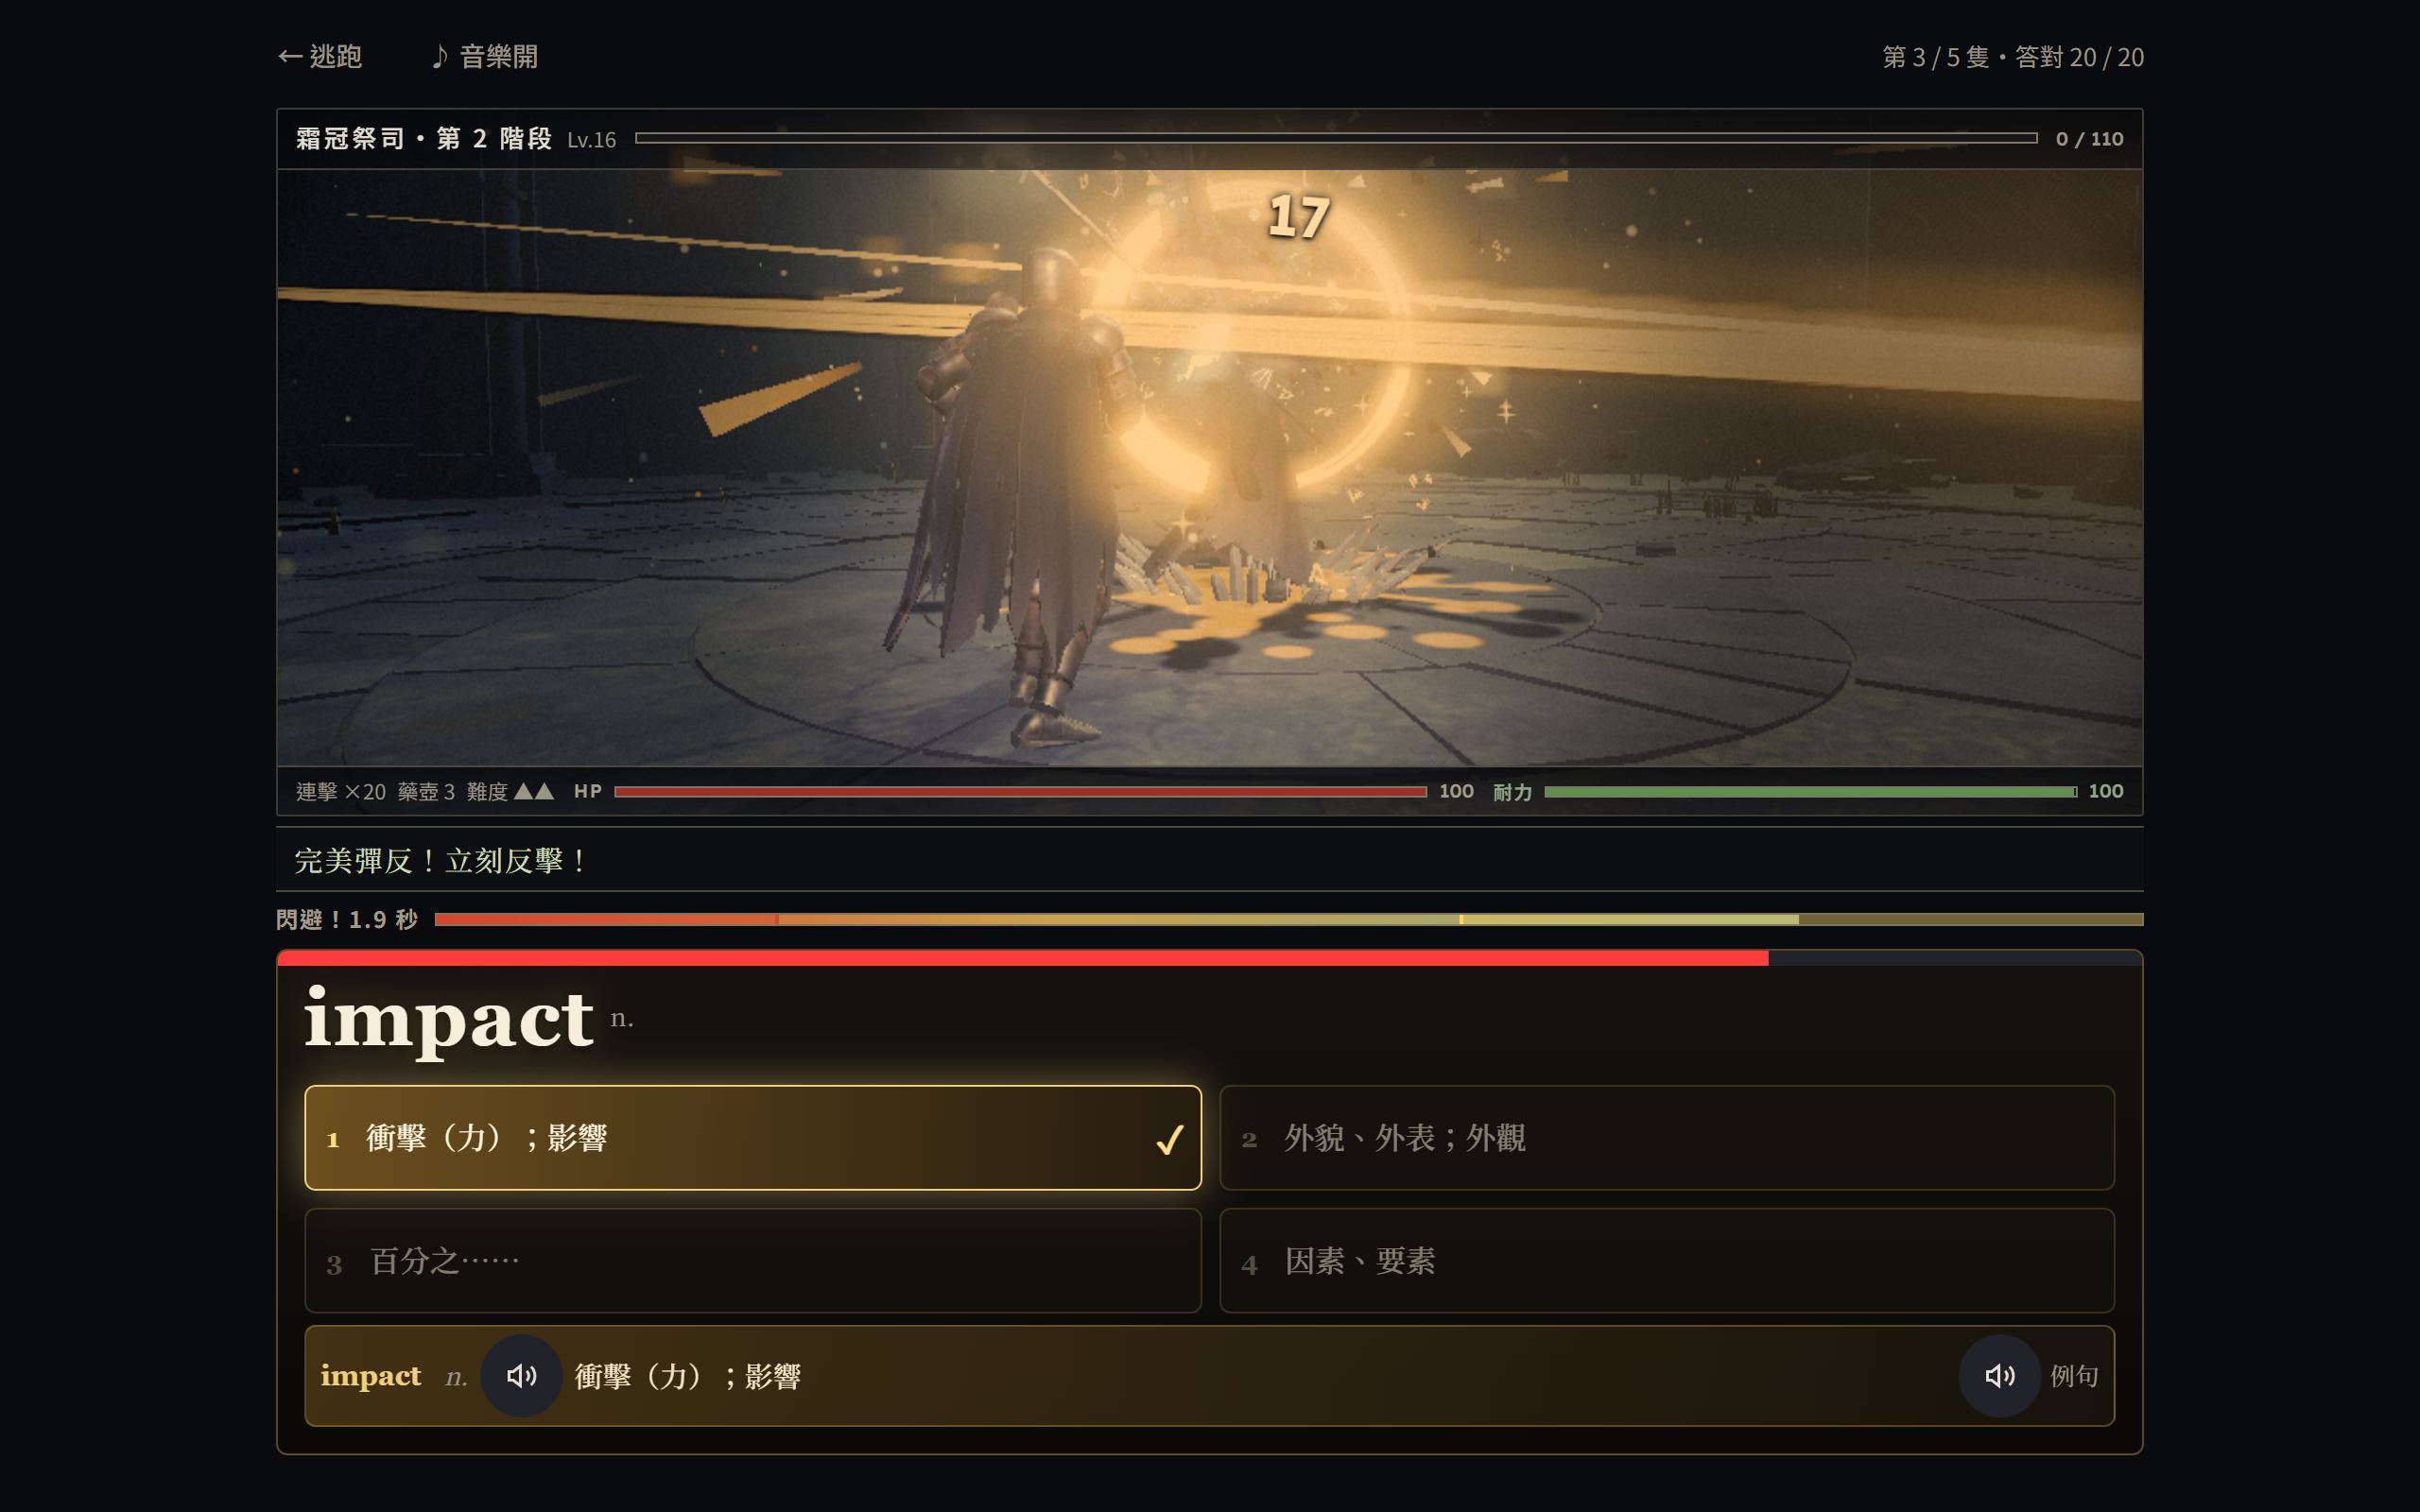 ← 逃跑 ♪ 音樂開 第 3 / 5 隻・答對 20 / 20
霜冠祭司・第 2 階段 Lv.16 0 / 110
17
連擊 ×20 藥壺 3 難度 ▲▲ HP 100 耐力 100
完美彈反！立刻反擊！
閃避！1.9 秒
impact n.
1 衝擊（力）；影響 ✓
2 外貌、外表；外觀
3 百分之……
4 因素、要素
impact n. 衝擊（力）；影響 例句